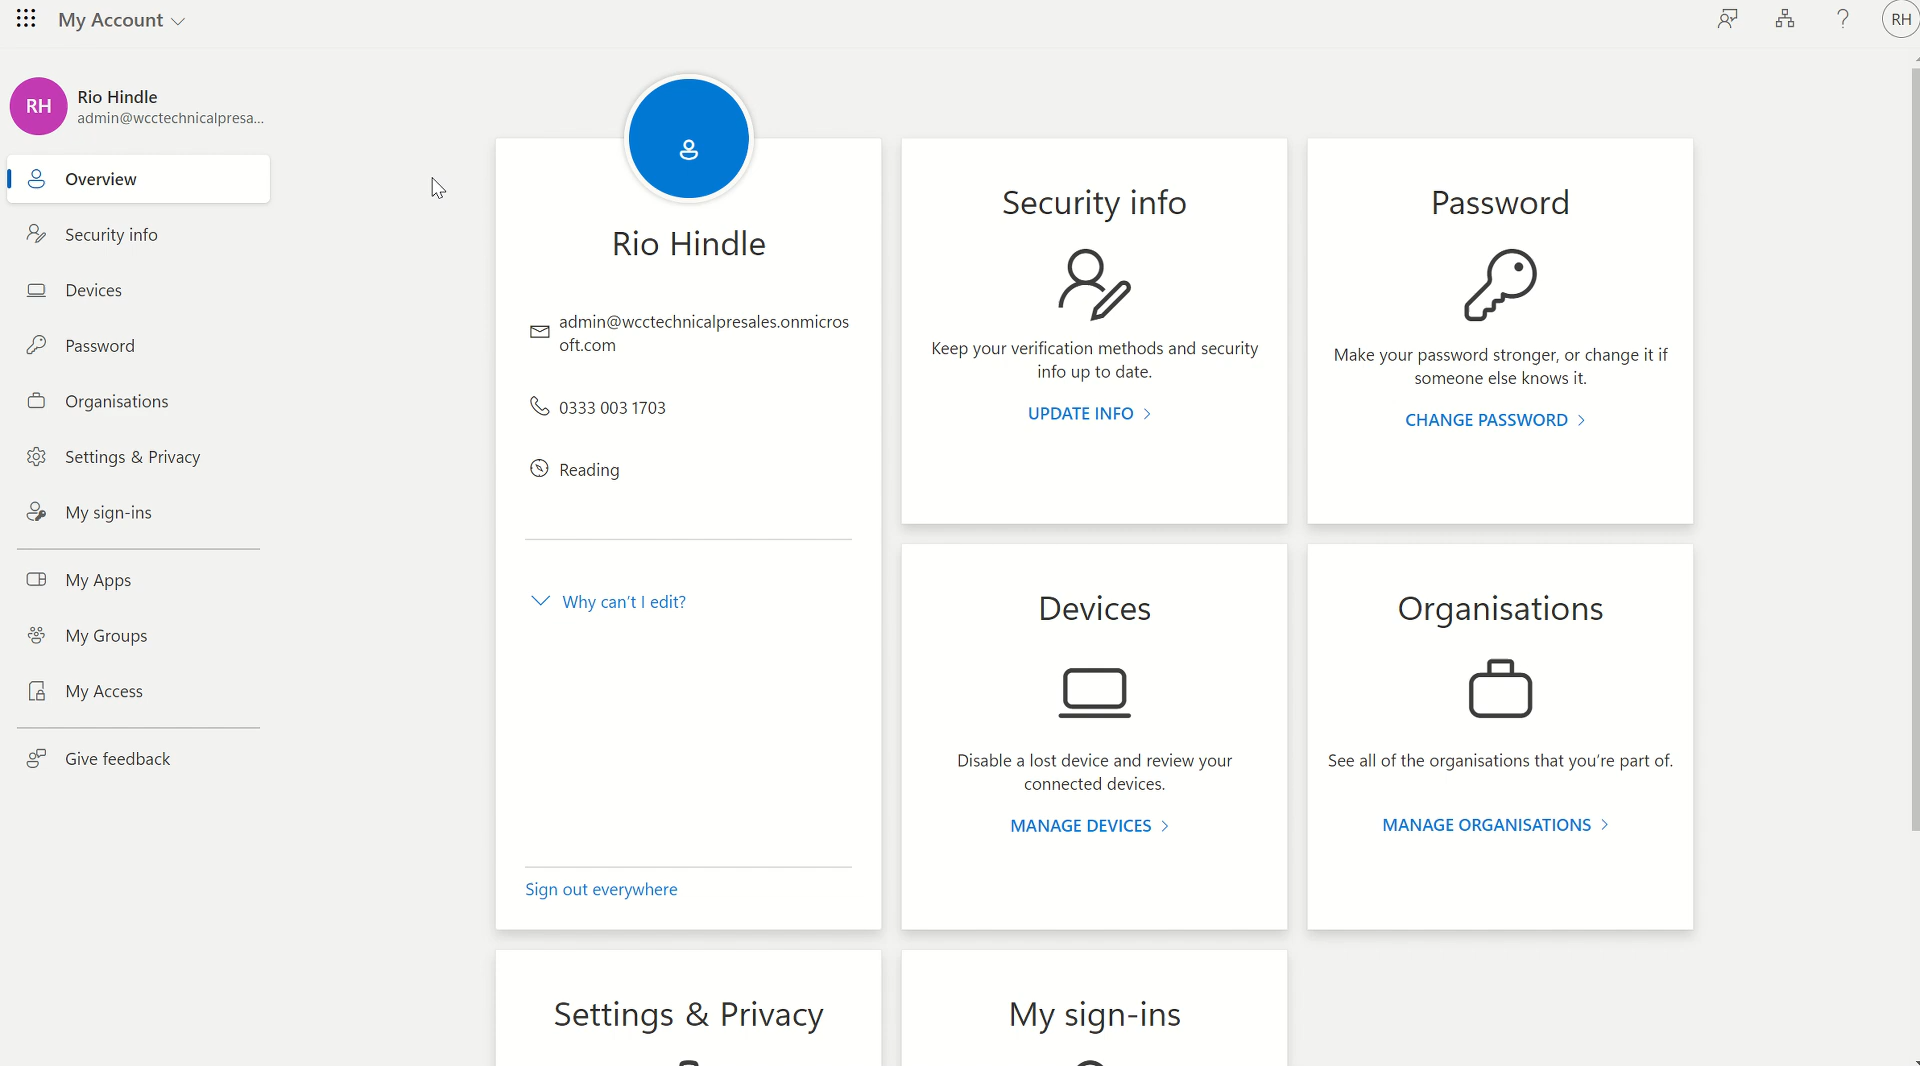 My Account
RH
RH
Rio Hindle
admin@wcctechnicalpresa...
Overview
Security info
Devices
Password
Organisations
Settings & Privacy
My sign-ins
My Apps
My Groups
My Access
Give feedback
Rio Hindle
admin@wcctechnicalpresales.onmicros
oft.com
0333 003 1703
Reading
Why can't I edit?
Sign out everywhere
Security info
Keep your verification methods and security
info up to date.
UPDATE INFO
Password
Make your password stronger, or change it if
someone else knows it.
CHANGE PASSWORD
Devices
Disable a lost device and review your
connected devices.
MANAGE DEVICES
Organisations
See all of the organisations that you're part of.
MANAGE ORGANISATIONS
Settings & Privacy
My sign-ins